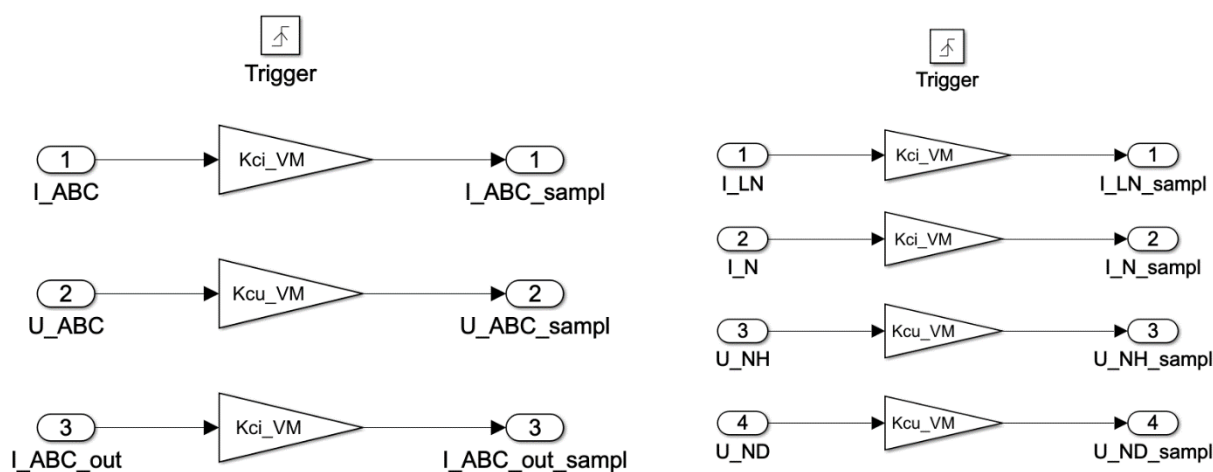 Trigger
1
Kci_VM
1
I_ABC
I_ABC_sampl
2
Kcu_VM
2
U_ABC
U_ABC_sampl
3
Kci_VM
3
I_ABC_out
I_ABC_out_sampl
Trigger
1
Kci_VM
1
I_LN
I_LN_sampl
2
Kci_VM
2
I_N
I_N_sampl
3
Kcu_VM
3
U_NH
U_NH_sampl
4
Kcu_VM
4
U_ND
U_ND_sampl